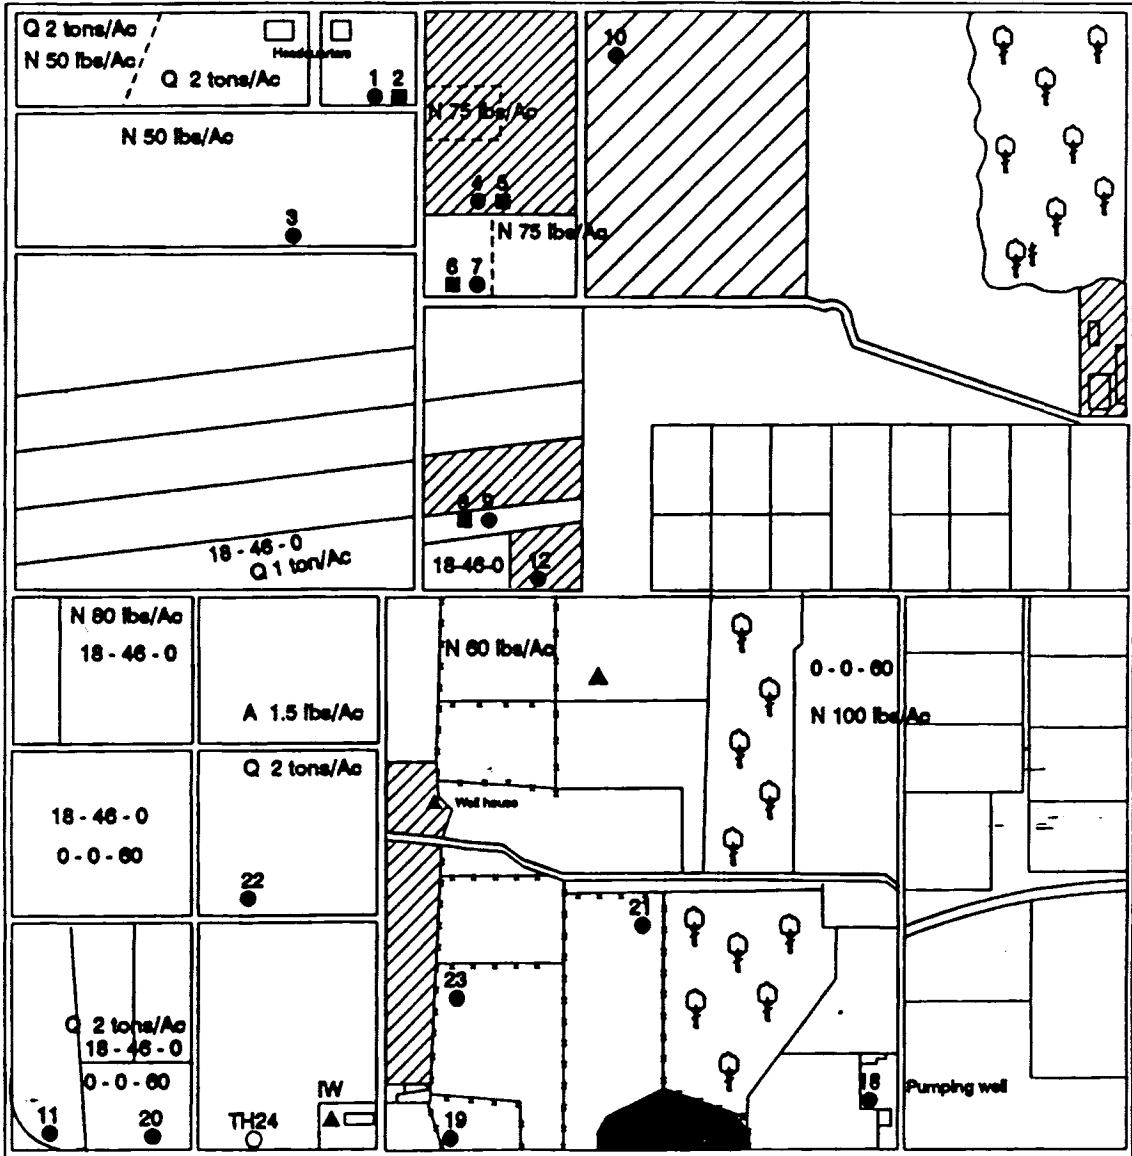 Q 2 tons/Ac
N 50 lbs/Ac
Q 2 tons/Ac
Headquarters
1 2
N 50 lbs/Ac
3
N 75 lbs/Ac
4 5
N 75 lbs/Ac
6 7
10
8 9
18 - 46 - 0
Q 1 ton/Ac
18-46-0
12
N 80 lbs/Ac
18 - 46 - 0
A 1.5 lbs/Ac
N 60 lbs/Ac
0 - 0 - 60
N 100 lbs/Ac
Q 2 tons/Ac
Well house
18 - 46 - 0
0 - 0 - 60
22
21
23
Q 2 tons/Ac
18 - 46 - 0
0 - 0 - 60
11
20
TH24
IW
19
18
Pumping well